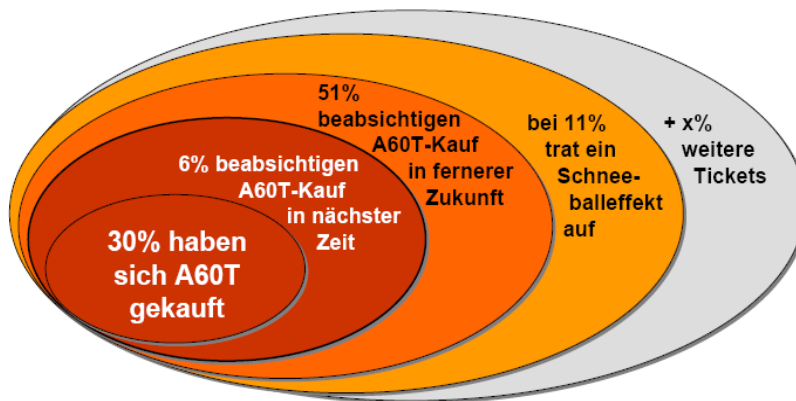 30% haben
sich A60T
gekauft
6% beabsichtigen
A60T-Kauf
in nächster
Zeit
51%
beabsichtigen
A60T-Kauf
in fernerer
Zukunft
bei 11%
trat ein
Schnee-
balleffekt
auf
+ x%
weitere
Tickets